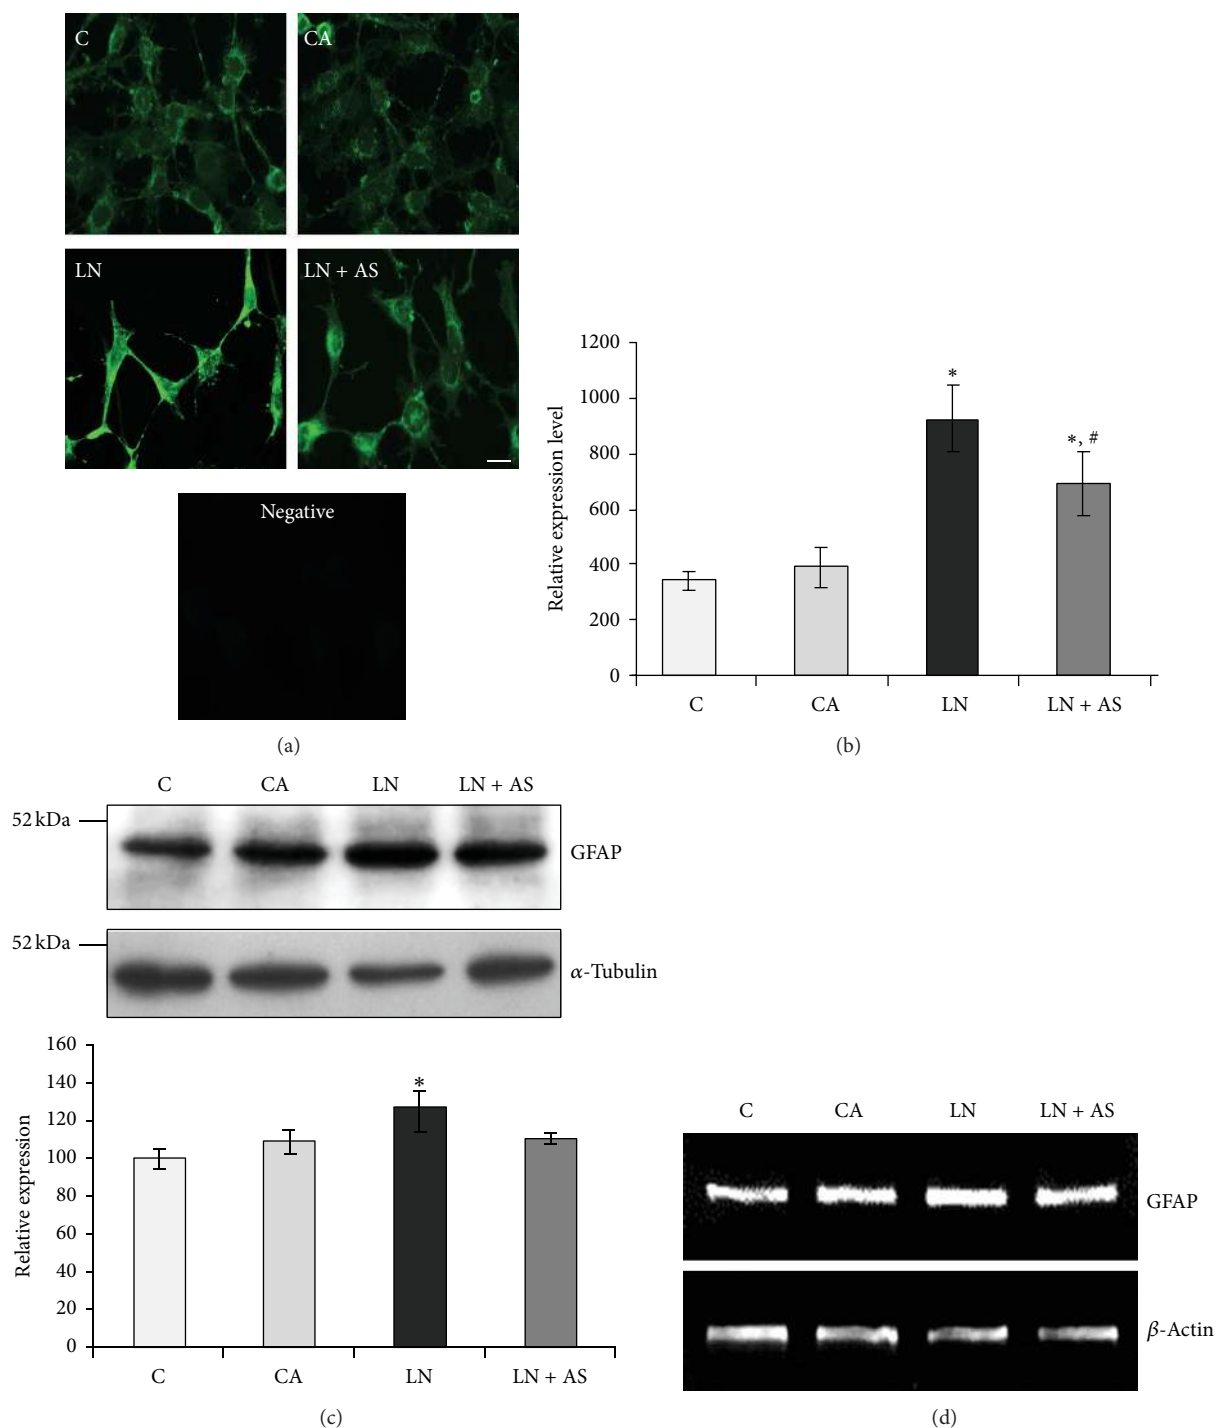 C
CA
LN
LN + AS
Negative
(a)
1200
1000
800
600
400
200
0
Relative expression level
*
*, #
C
CA
LN
LN + AS
(b)
C
CA
LN
LN + AS
52 kDa
GFAP
52 kDa
α-Tubulin
160
140
120
100
80
60
40
20
0
Relative expression
*
C
CA
LN
LN + AS
(c)
C
CA
LN
LN + AS
GFAP
β-Actin
(d)